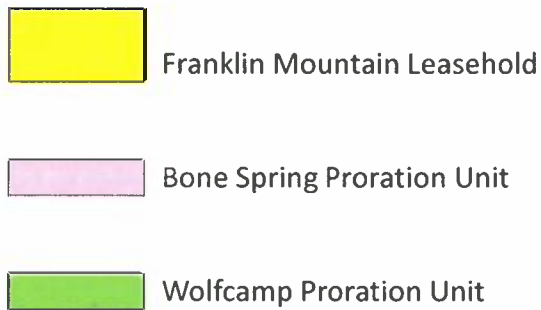 Franklin Mountain Leasehold
Bone Spring Proration Unit
Wolfcamp Proration Unit